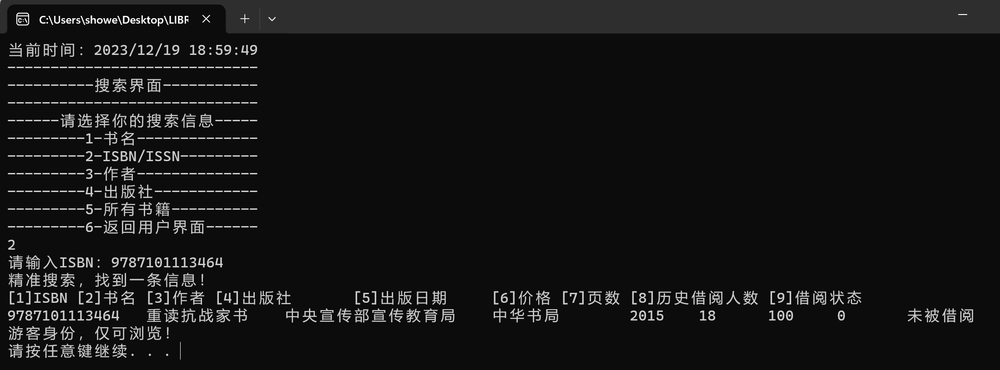 C:\Users\showe\Desktop\LIBR
当前时间：2023/12/19 18:59:49
-----------------------------
----------搜索界面-----------
-----------------------------
------请选择你的搜索信息-----
---------1-书名--------------
---------2-ISBN/ISSN---------
---------3-作者--------------
---------4-出版社------------
---------5-所有书籍----------
---------6-返回用户界面------
2
请输入ISBN：9787101113464
精准搜索，找到一条信息！
[1]ISBN [2]书名 [3]作者 [4]出版社 [5]出版日期 [6]价格 [7]页数 [8]历史借阅人数 [9]借阅状态
9787101113464 重读抗战家书 中央宣传部宣传教育局 中华书局 2015 18 100 0 未被借阅
游客身份，仅可浏览！
请按任意键继续. . .